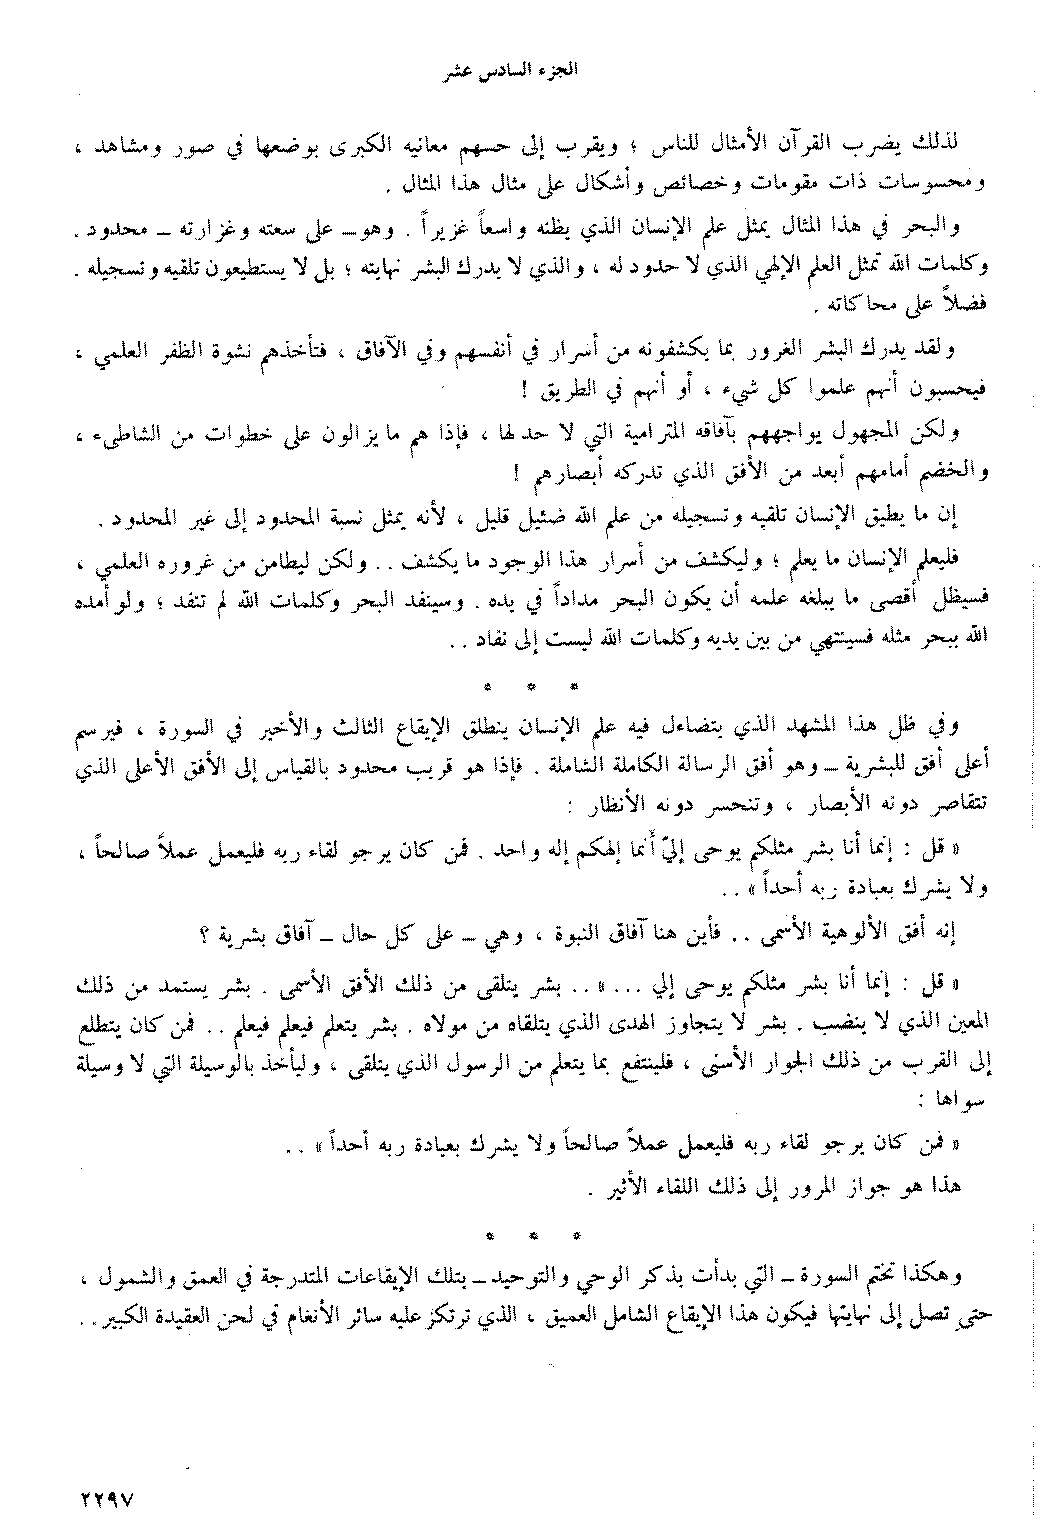 الجزء السادس عشر
لذلك يضرب القرآن الأمثال للناس ؛ ويقرب إلى حسهم معانيه الكبرى بوضعها في صور ومشاهد ،
ومحسوسات ذات مقومات وخصائص وأشكال على مثال هذا المثال .
والبحر في هذا المثال يمثل علم الإنسان الذي يظنه واسعاً غزيراً . وهو ــ على سعته وغزارته ــ محدود .
وكلمات الله تمثل العلم الإلهي الذي لا حدود له ، والذي لا يدرك البشر نهايته ؛ بل لا يستطيعون تلقيه وتسجيله .
فضلاً على محاكاته .
ولقد يدرك البشر الغرور بما يكشفونه من أسرار في أنفسهم وفي الآفاق ، فتأخذهم نشوة الظفر العلمي ،
فيحسبون أنهم علموا كل شيء ، أو أنهم في الطريق !
ولكن المجهول يواجههم بآفاقه المترامية التي لا حد لها ، فإذا هم ما يزالون على خطوات من الشاطىء ،
والخضم أمامهم أبعد من الأفق الذي تدركه أبصارهم !
إن ما يطيق الإنسان تلقيه وتسجيله من علم الله ضئيل قليل ، لأنه يمثل نسبة المحدود إلى غير المحدود .
فليعلم الإنسان ما يعلم ؛ وليكشف من أسرار هذا الوجود ما يكشف .. ولكن ليطامن من غروره العلمي ،
فسيظل أقصى ما يبلغه علمه أن يكون البحر مداداً في يده . وسينفد البحر وكلمات الله لم تنفد ؛ ولو أمده
الله ببحر مثله فسينتهي من بين يديه وكلمات الله ليست إلى نفاد ..
* * *
وفي ظل هذا المشهد الذي يتضاءل فيه علم الإنسان ينطلق الإيقاع الثالث والأخير في السورة ، فيرسم
أعلى أفق للبشرية ــ وهو أفق الرسالة الكاملة الشاملة . فإذا هو قريب محدود بالقياس إلى الأفق الأعلى الذي
تتقاصر دونه الأبصار ، وتنحسر دونه الأنظار :
« قل : إنما أنا بشر مثلكم يوحى إليّ أنما إلهكم إله واحد . فمن كان يرجو لقاء ربه فليعمل عملاً صالحاً ،
ولا يشرك بعبادة ربه أحداً » ..
إنه أفق الألوهية الأسمى .. فأين هنا آفاق النبوة ، وهي ــ على كل حال ــ آفاق بشرية ؟
« قل : إنما أنا بشر مثلكم يوحى إلي ... » .. بشر يتلقى من ذلك الأفق الأسمى . بشر يستمد من ذلك
المعين الذي لا ينضب . بشر لا يتجاوز الهدى الذي يتلقاه من مولاه . بشر يتعلم فيعلم فيعلم .. فمن كان يتطلع
إلى القرب من ذلك الجوار الأسنى ، فلينتفع بما يتعلم من الرسول الذي يتلقى ، وليأخذ بالوسيلة التي لا وسيلة
سواها :
« فمن كان يرجو لقاء ربه فليعمل عملاً صالحاً ولا يشرك بعبادة ربه أحداً » ..
هذا هو جواز المرور إلى ذلك اللقاء الأثير .
* * *
وهكذا تختم السورة ــ التي بدأت بذكر الوحي والتوحيد ــ بتلك الإيقاعات المتدرجة في العمق والشمول ،
حتى تصل إلى نهايتها فيكون هذا الإيقاع الشامل العميق ، الذي ترتكز عليه سائر الأنغام في لحن العقيدة الكبير ..
٢٢٩٧